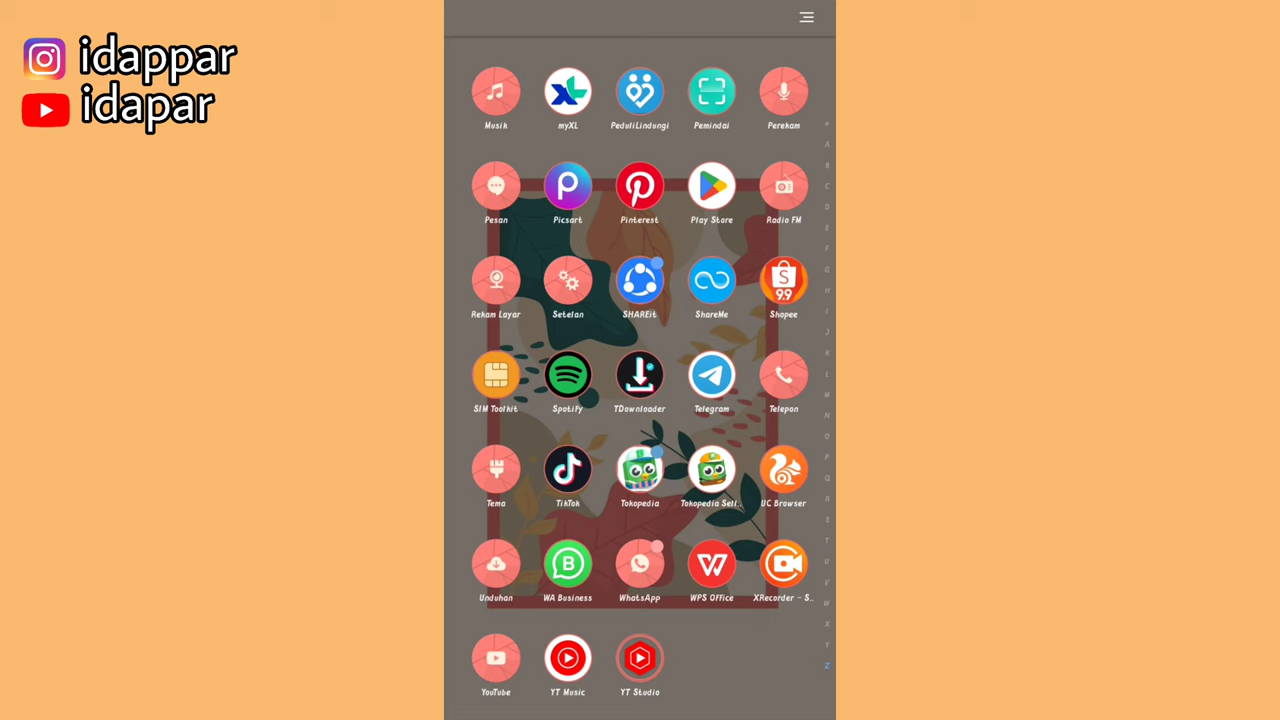 idappar
idapar
Musik myXL PeduliLindungi Pemindai Perekam
Pesan Picsart Pinterest Play Store Radio FM
9.9
Rekam Layar Setelan SHAREit ShareMe Shopee
SIM Toolkit Spotify TDownloader Telegram Telepon
Tema TikTok Tokopedia Tokopedia Sell.. UC Browser
Unduhan WA Business WhatsApp WPS Office XRecorder - S..
YouTube YT Music YT Studio
#
A
B
C
D
E
F
G
H
I
J
K
L
M
N
O
P
Q
R
S
T
U
V
W
X
Y
Z